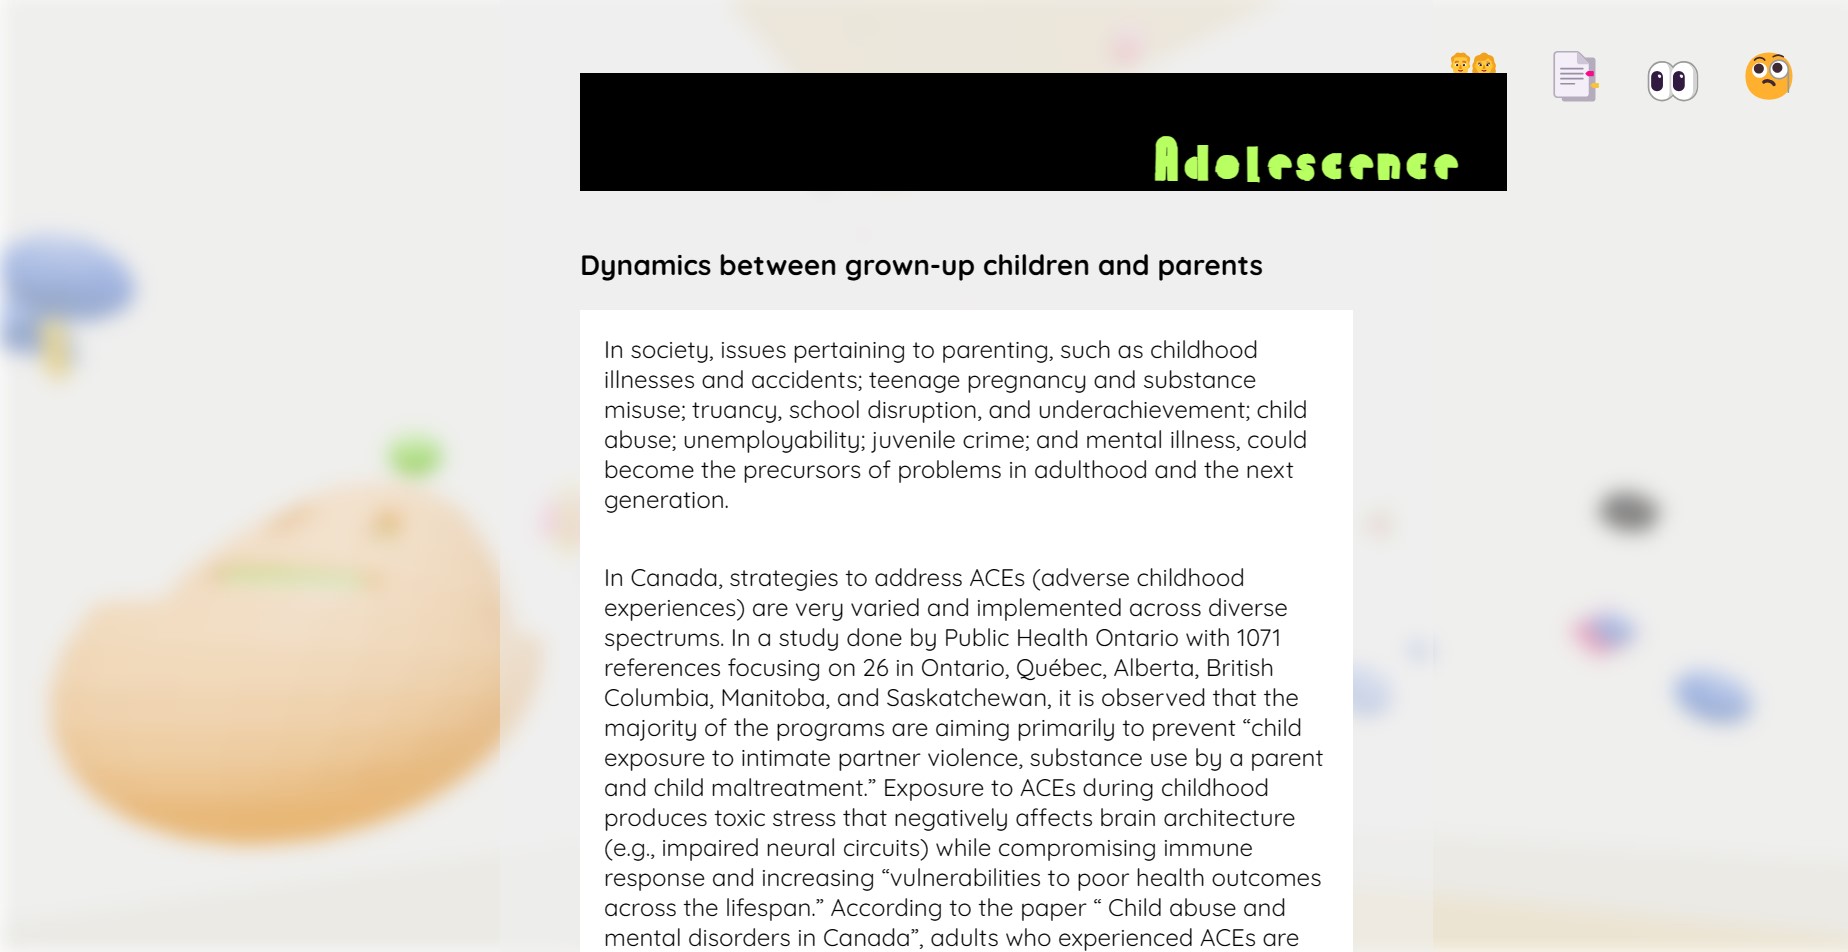 Adolescence
Dynamics between grown-up children and parents
In society, issues pertaining to parenting, such as childhood
illnesses and accidents; teenage pregnancy and substance
misuse; truancy, school disruption, and underachievement; child
abuse; unemployability; juvenile crime; and mental illness, could
become the precursors of problems in adulthood and the next
generation.
In Canada, strategies to address ACEs (adverse childhood
experiences) are very varied and implemented across diverse
spectrums. In a study done by Public Health Ontario with 1071
references focusing on 26 in Ontario, Québec, Alberta, British
Columbia, Manitoba, and Saskatchewan, it is observed that the
majority of the programs are aiming primarily to prevent “child
exposure to intimate partner violence, substance use by a parent
and child maltreatment.” Exposure to ACEs during childhood
produces toxic stress that negatively affects brain architecture
(e.g., impaired neural circuits) while compromising immune
response and increasing “vulnerabilities to poor health outcomes
across the lifespan.” According to the paper “ Child abuse and
mental disorders in Canada”, adults who experienced ACEs are